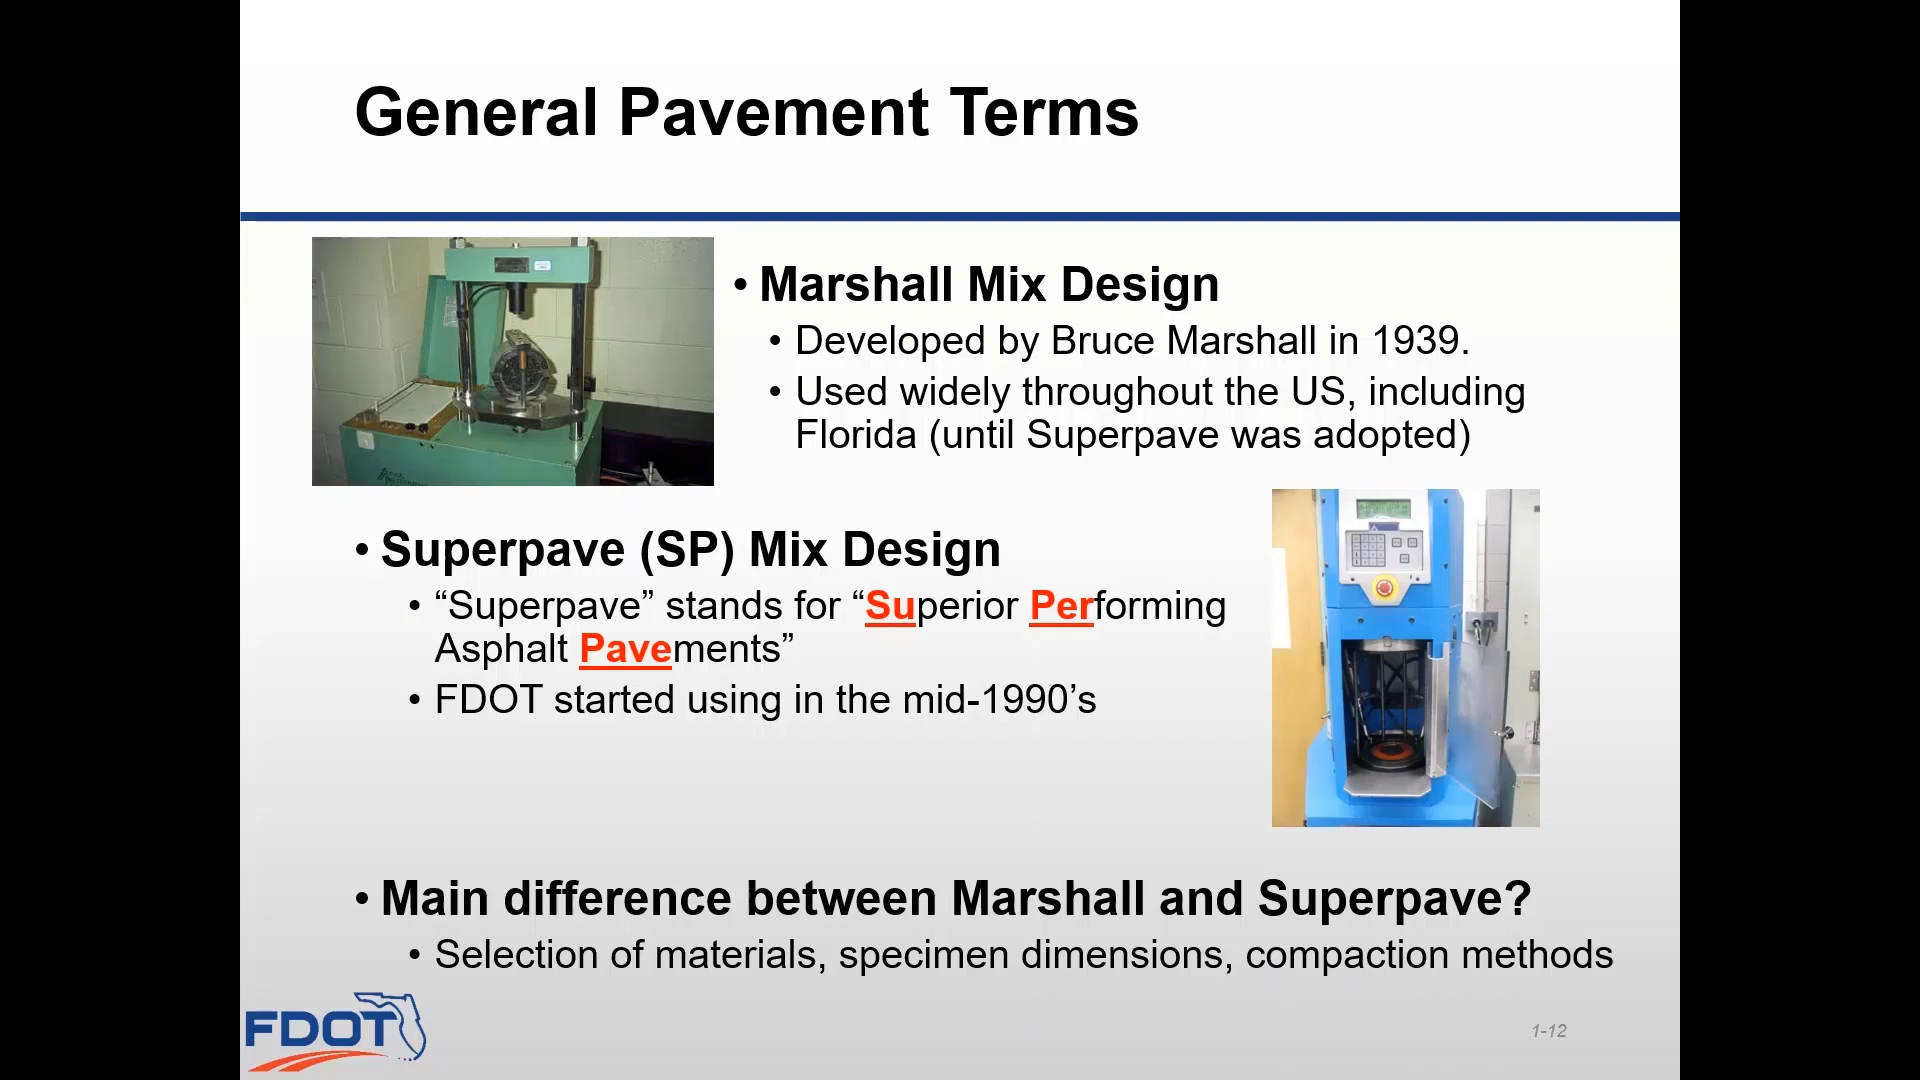 General Pavement Terms
• Marshall Mix Design
• Developed by Bruce Marshall in 1939.
• Used widely throughout the US, including
Florida (until Superpave was adopted)
• Superpave (SP) Mix Design
• “Superpave” stands for “Superior Performing
Asphalt Pavements”
• FDOT started using in the mid-1990’s
• Main difference between Marshall and Superpave?
• Selection of materials, specimen dimensions, compaction methods
FDOT
1-12